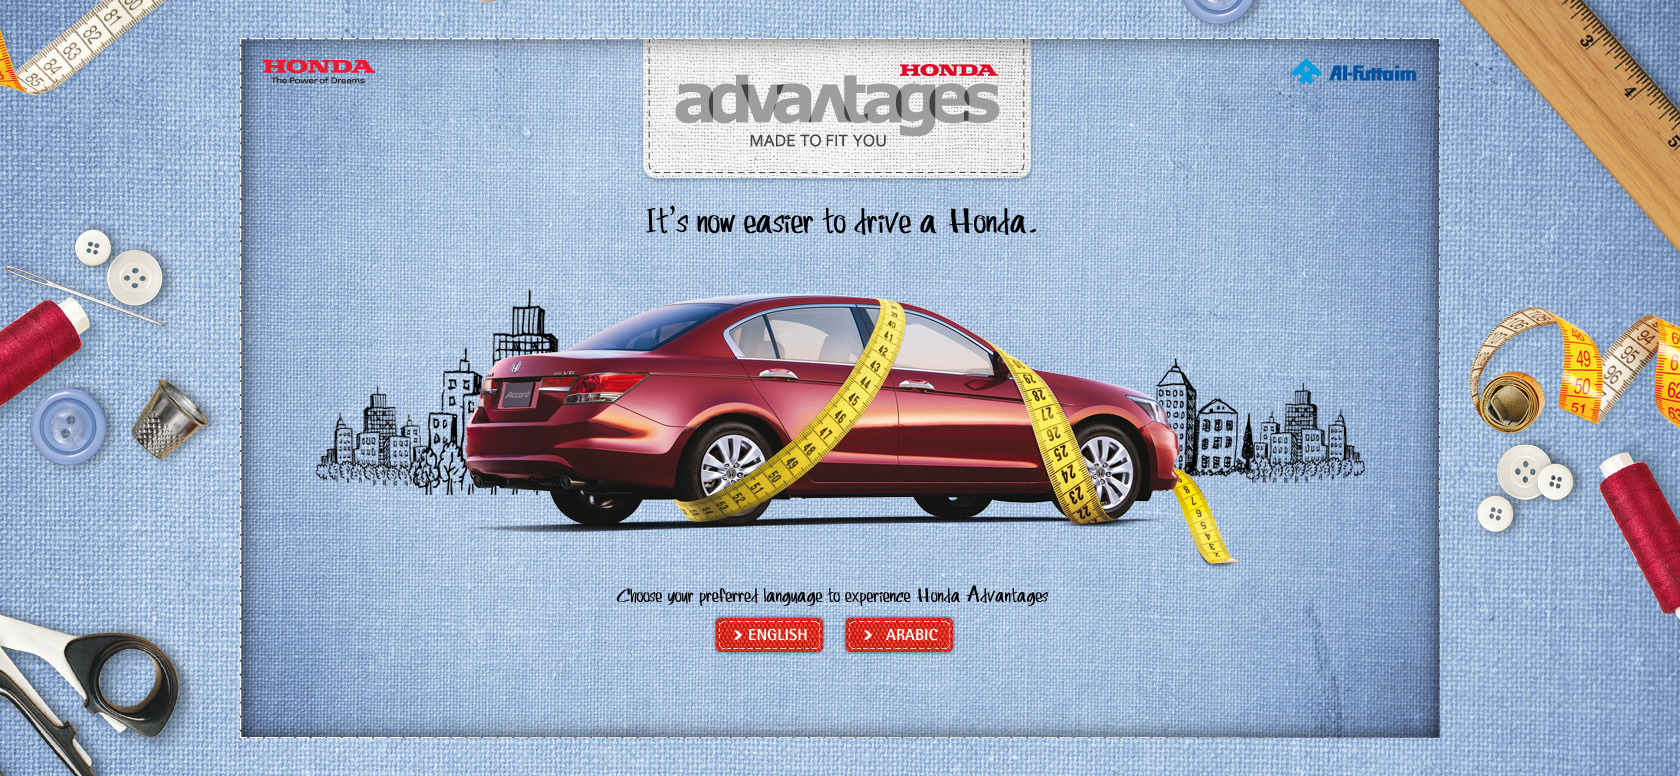 HONDA
The Power of Dreams
HONDA
advantages
MADE TO FIT YOU
Al-Futtaim
It's now easier to drive a Honda.
Accord
Choose your preferred language to experience Honda Advantages
ENGLISH
ARABIC